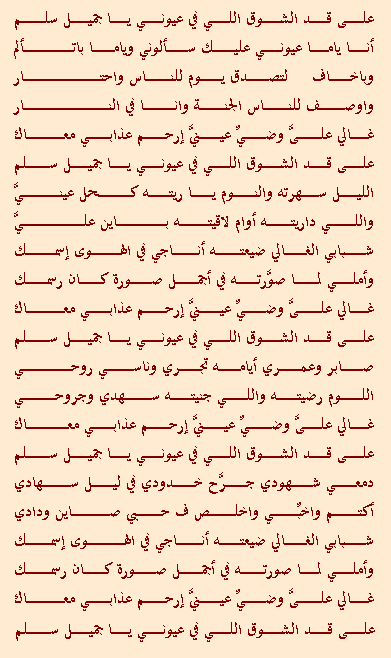 على قد الشوق اللي في عيوني يا جميل سلم
أنا ياما عيوني عليك سألوني وياما باتألم
وباخاف لتصدق يوم للناس واحتار
واوصف للناس الجنة وانا في النار
غالي عليَّ وضيِّ عينيَّ إرحم عذابي معاك
على قد الشوق اللي في عيوني يا جميل سلم
الليل سهرته والنوم يا ريته كحل عينيَّ
واللي داريته أوام لاقيته باين عليَّ
شبابي الغالي ضيعته أناجي في الهوى إسمك
وأملي لما صوَّرته في أجمل صورة كان رسمك
غالي عليَّ وضيِّ عينيَّ إرحم عذابي معاك
على قد الشوق اللي في عيوني يا جميل سلم
صابر وعمري أيامه تجري وناسي روحي
اللوم رضيته واللي جنيته سهدي وجروحي
غالي عليَّ وضيِّ عينيَّ إرحم عذابي معاك
على قد الشوق اللي في عيوني يا جميل سلم
دمعي شهودي جرَّح خدودي في ليل سهادي
أكتم واخبِّي واخلص ف حبي صاين ودادي
شبابي الغالي ضيعته أناجي في الهوى إسمك
وأملي لما صورته في أجمل صورة كان رسمك
غالي عليَّ وضيِّ عينيَّ إرحم عذابي معاك
على قد الشوق اللي في عيوني يا جميل سلم